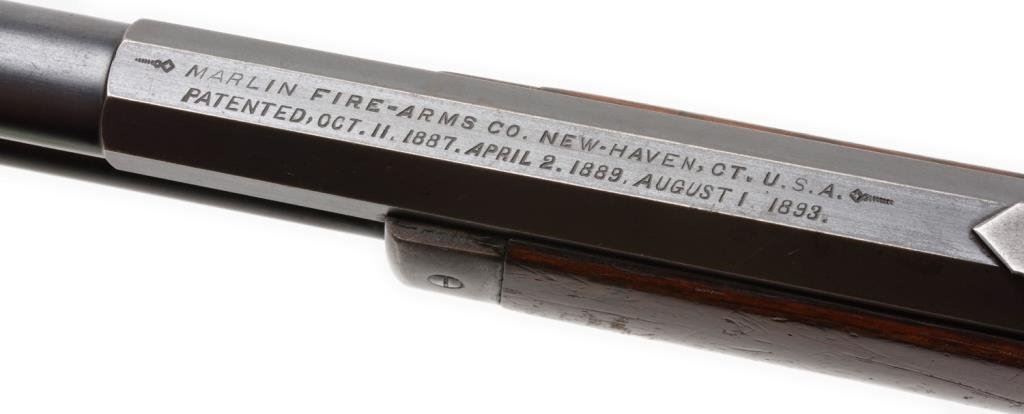 MARLIN FIRE-ARMS CO. NEW-HAVEN, CT. U.S.A.
PATENTED, OCT. 11. 1887. APRIL 2. 1889. AUGUST 1 1893.